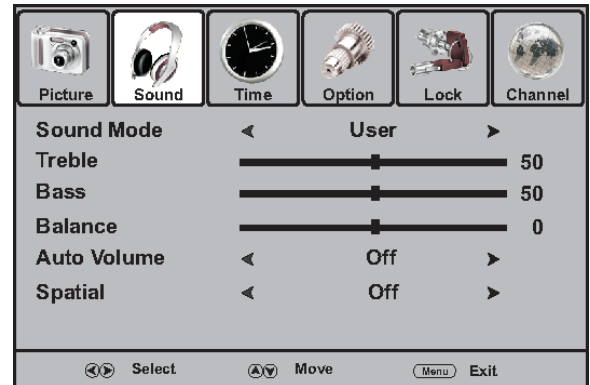 Picture Sound Time Option Lock Channel
Sound Mode User
Treble 50
Bass 50
Balance 0
Auto Volume Off
Spatial Off
Select Move Menu Exit